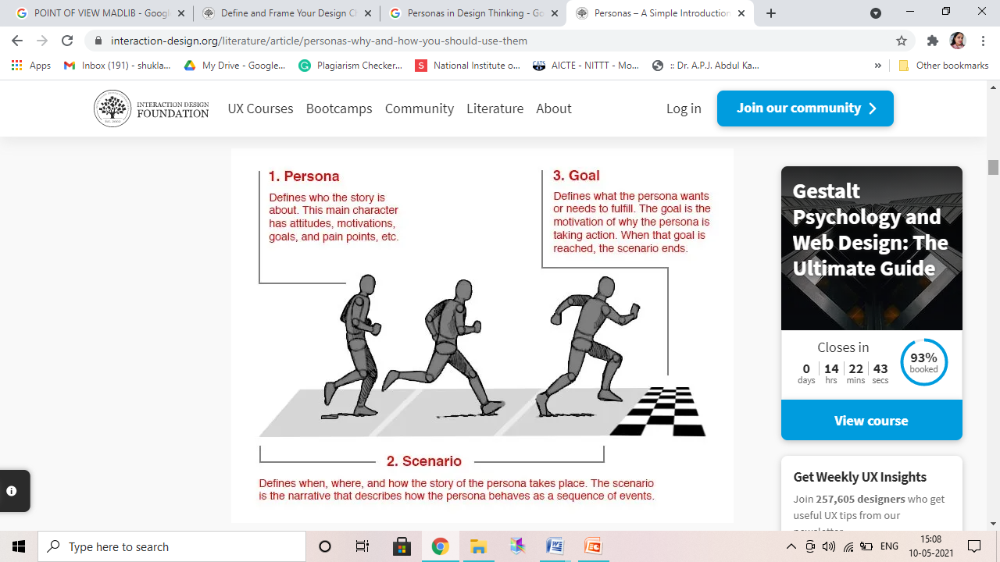 POINT OF VIEW MADLIB - Googl
Define and Frame Your Design C
Personas in Design Thinking - Go
Personas – A Simple Introduction
interaction-design.org/literature/article/personas-why-and-how-you-should-use-them
Apps
Inbox (191) - shukla...
My Drive - Google...
Plagiarism Checker...
S
National Institute o...
AICTE - NITTT - Mo...
:: Dr. A.P.J. Abdul Ka...
»
Other bookmarks
INTERACTION DESIGN
FOUNDATION
UX Courses
Bootcamps
Community
Literature
About
Log in
Join our community
1. Persona
Defines who the story is
about. This main character
has attitudes, motivations,
goals, and pain points, etc.
3. Goal
Defines what the persona wants
or needs to fulfill. The goal is the
motivation of why the persona is
taking action. When that goal is
reached, the scenario ends.
2. Scenario
Defines when, where, and how the story of the persona takes place. The scenario
is the narrative that describes how the persona behaves as a sequence of events.
Gestalt
Psychology and
Web Design: The
Ultimate Guide
Closes in
0 14 22 43
days hrs mins secs
93%
booked
View course
Get Weekly UX Insights
Join 257,605 designers who get
useful UX tips from our
newsletter
Type here to search
ENG
15:08
10-05-2021